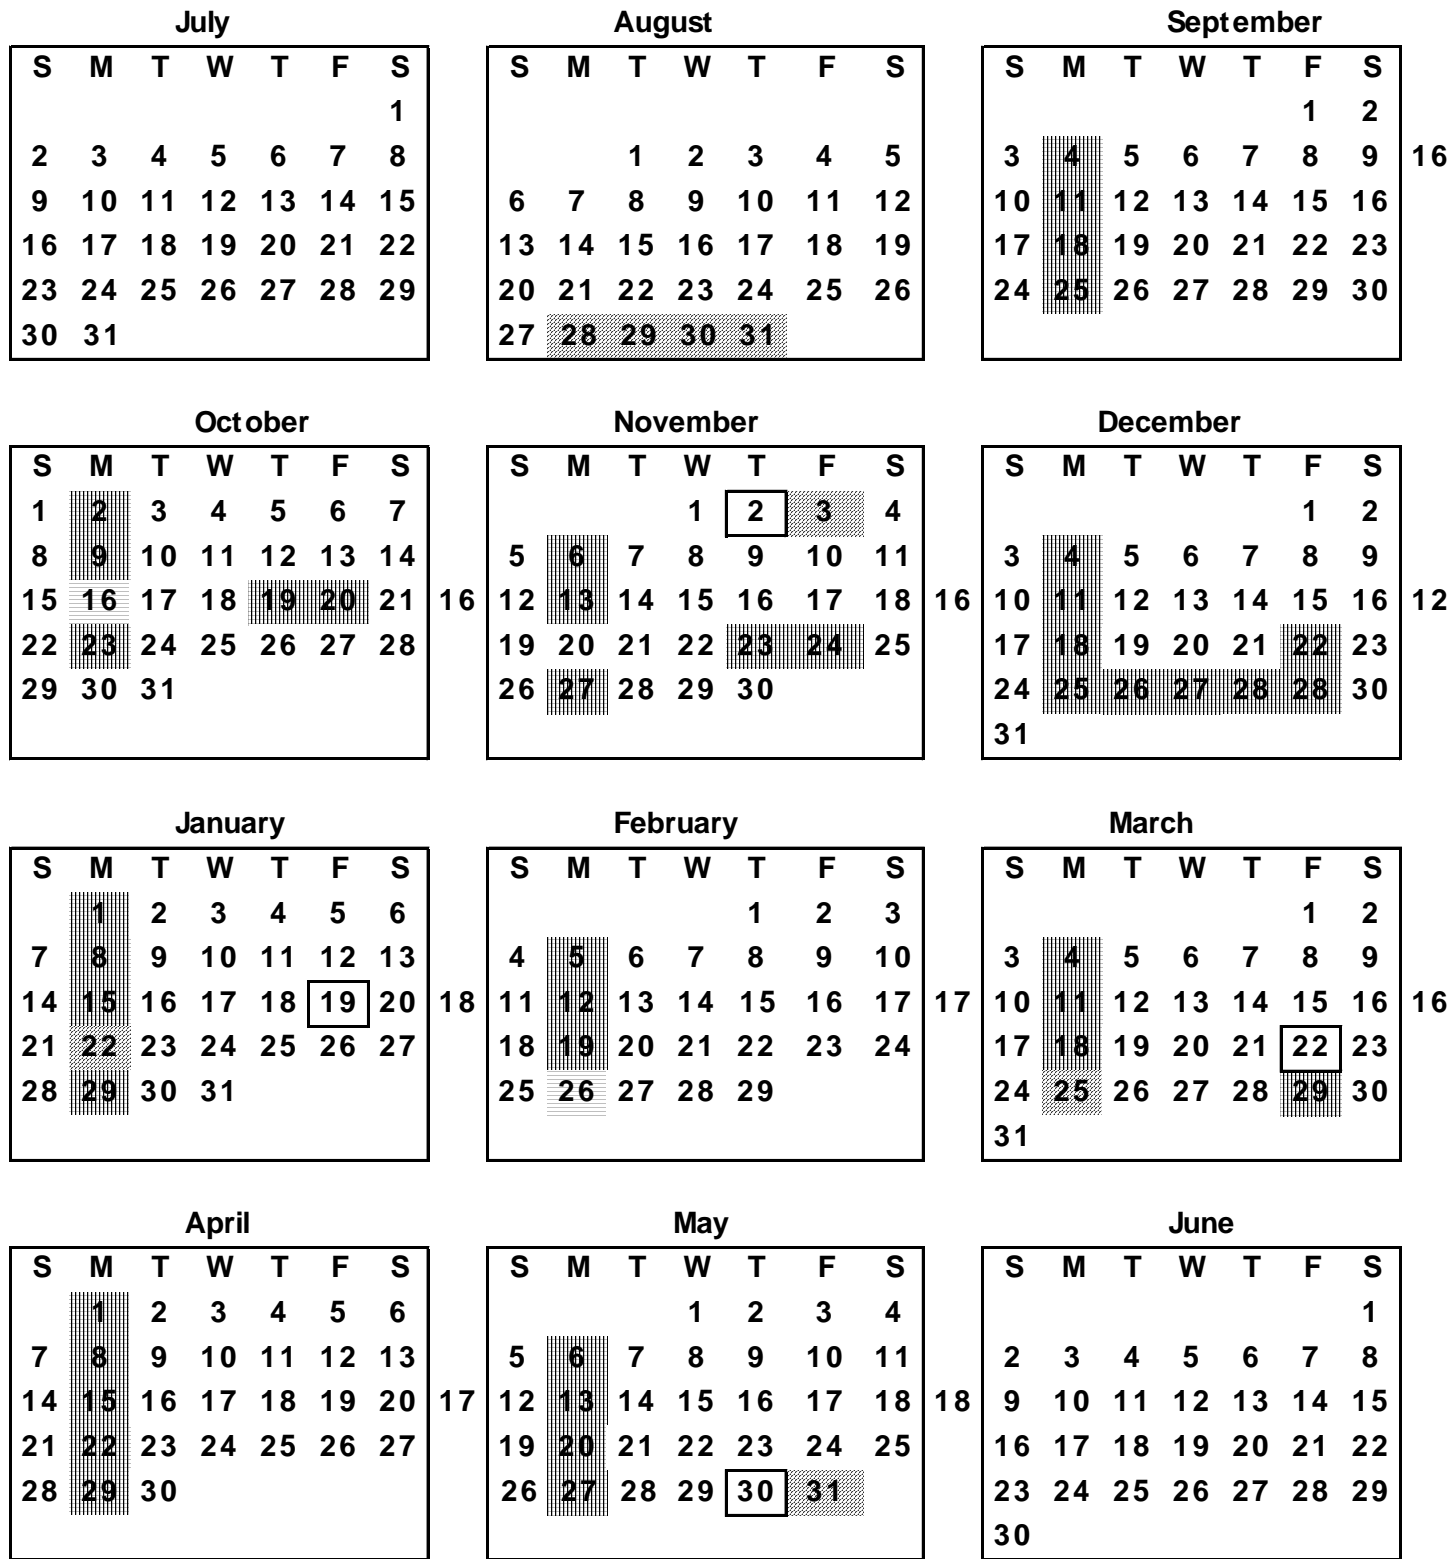 July
S M T W T F S
1
2 3 4 5 6 7 8
9 10 11 12 13 14 15
16 17 18 19 20 21 22
23 24 25 26 27 28 29
30 31
August
S M T W T F S
1 2 3 4 5
6 7 8 9 10 11 12
13 14 15 16 17 18 19
20 21 22 23 24 25 26
27 28 29 30 31
September
S M T W T F S
1 2
3 4 5 6 7 8 9 16
10 11 12 13 14 15 16
17 18 19 20 21 22 23
24 25 26 27 28 29 30
October
S M T W T F S
1 2 3 4 5 6 7
8 9 10 11 12 13 14
15 16 17 18 19 20 21 16
22 23 24 25 26 27 28
29 30 31
November
S M T W T F S
1 2 3 4
5 6 7 8 9 10 11
12 13 14 15 16 17 18 16
19 20 21 22 23 24 25
26 27 28 29 30
December
S M T W T F S
1 2
3 4 5 6 7 8 9
10 11 12 13 14 15 16 12
17 18 19 20 21 22 23
24 25 26 27 28 28 30
31
January
S M T W T F S
1 2 3 4 5 6
7 8 9 10 11 12 13
14 15 16 17 18 19 20 18
21 22 23 24 25 26 27
28 29 30 31
February
S M T W T F S
1 2 3
4 5 6 7 8 9 10
11 12 13 14 15 16 17 17
18 19 20 21 22 23 24
25 26 27 28 29
March
S M T W T F S
1 2
3 4 5 6 7 8 9
10 11 12 13 14 15 16 16
17 18 19 20 21 22 23
24 25 26 27 28 29 30
31
April
S M T W T F S
1 2 3 4 5 6
7 8 9 10 11 12 13
14 15 16 17 18 19 20 17
21 22 23 24 25 26 27
28 29 30
May
S M T W T F S
1 2 3 4
5 6 7 8 9 10 11
12 13 14 15 16 17 18 18
19 20 21 22 23 24 25
26 27 28 29 30 31
June
S M T W T F S
1
2 3 4 5 6 7 8
9 10 11 12 13 14 15
16 17 18 19 20 21 22
23 24 25 26 27 28 29
30